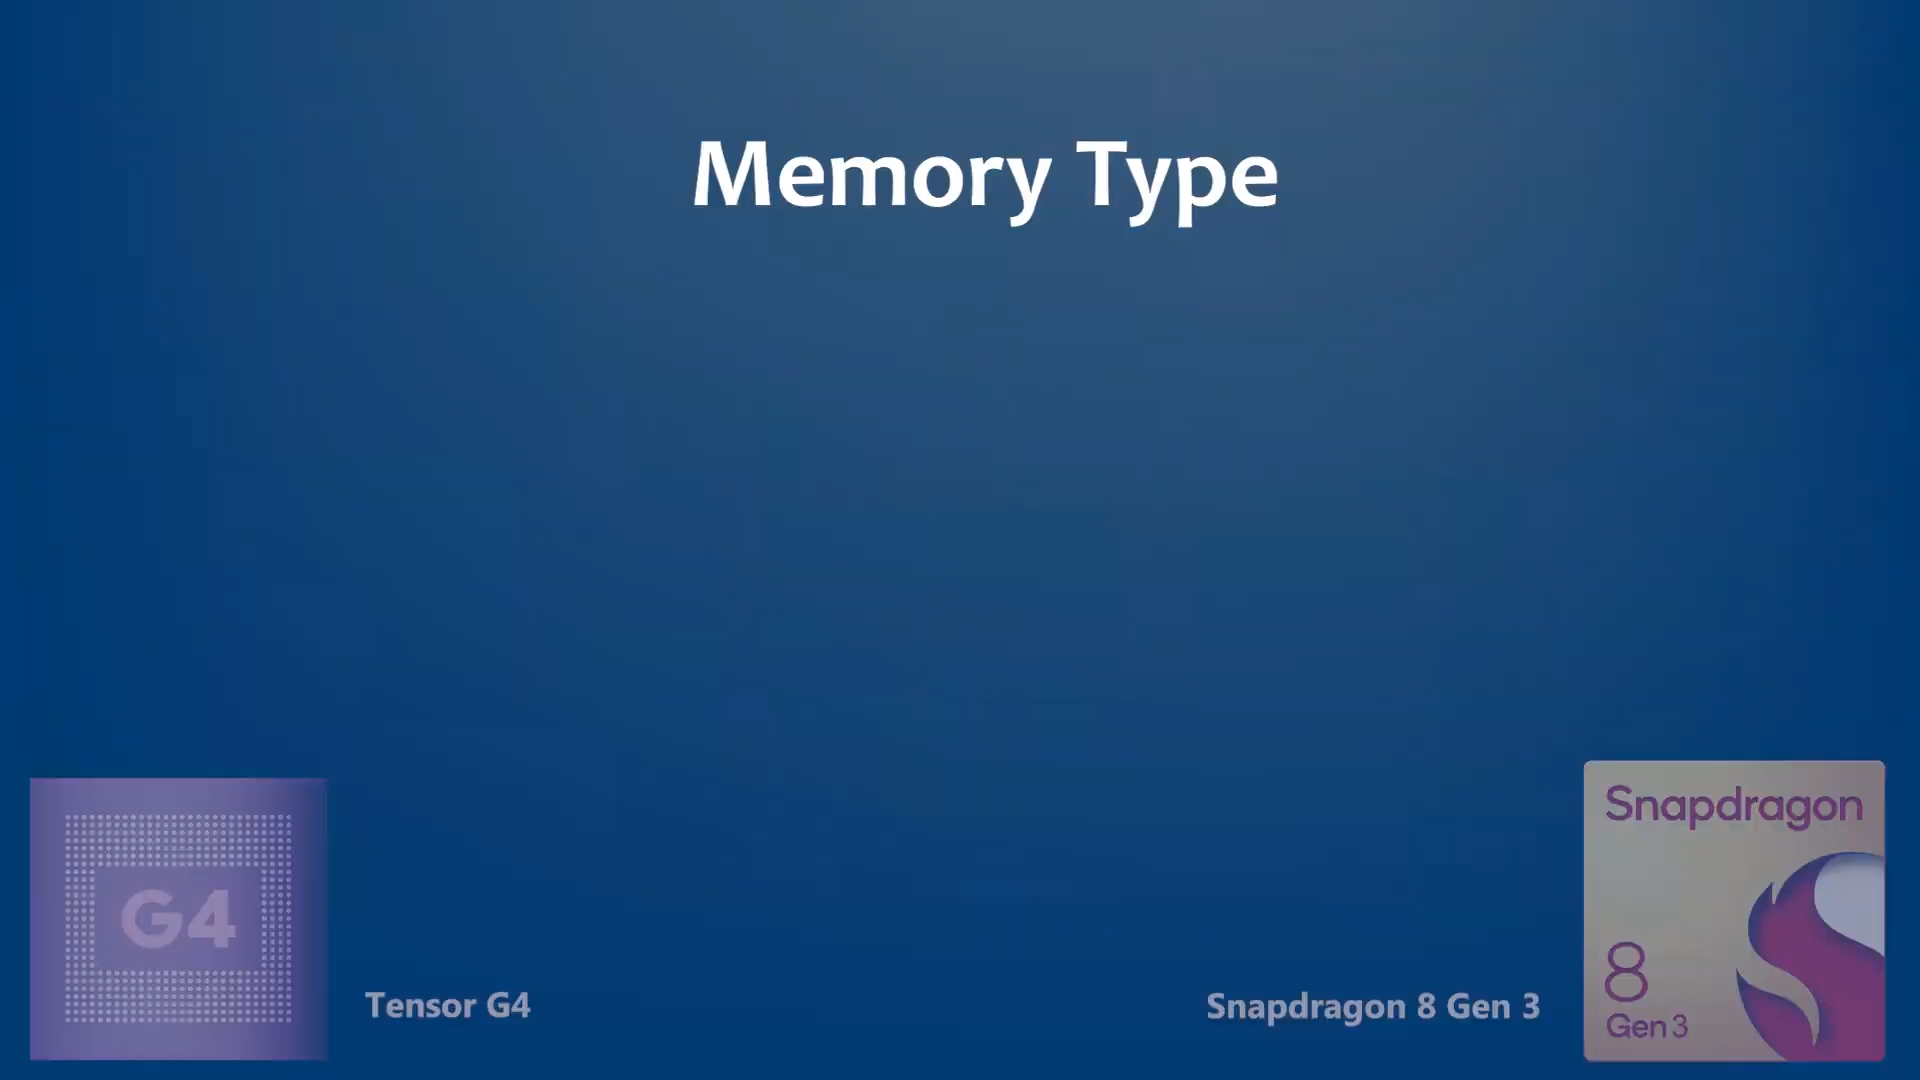 Memory Type
G4
Tensor G4
Snapdragon 8 Gen 3
Snapdragon
8
Gen 3